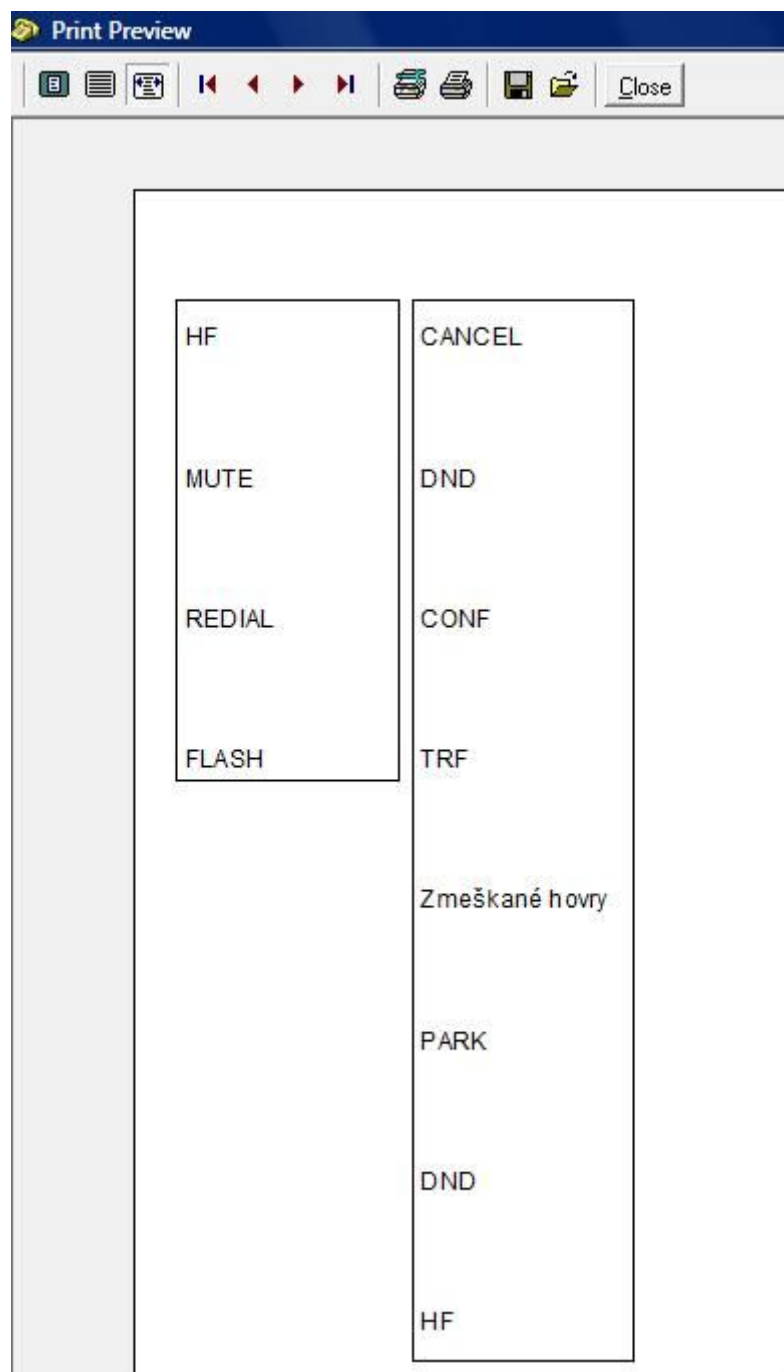 Print Preview
Close
HF
MUTE
REDIAL
FLASH
CANCEL
DND
CONF
TRF
Zmeškané hovry
PARK
DND
HF